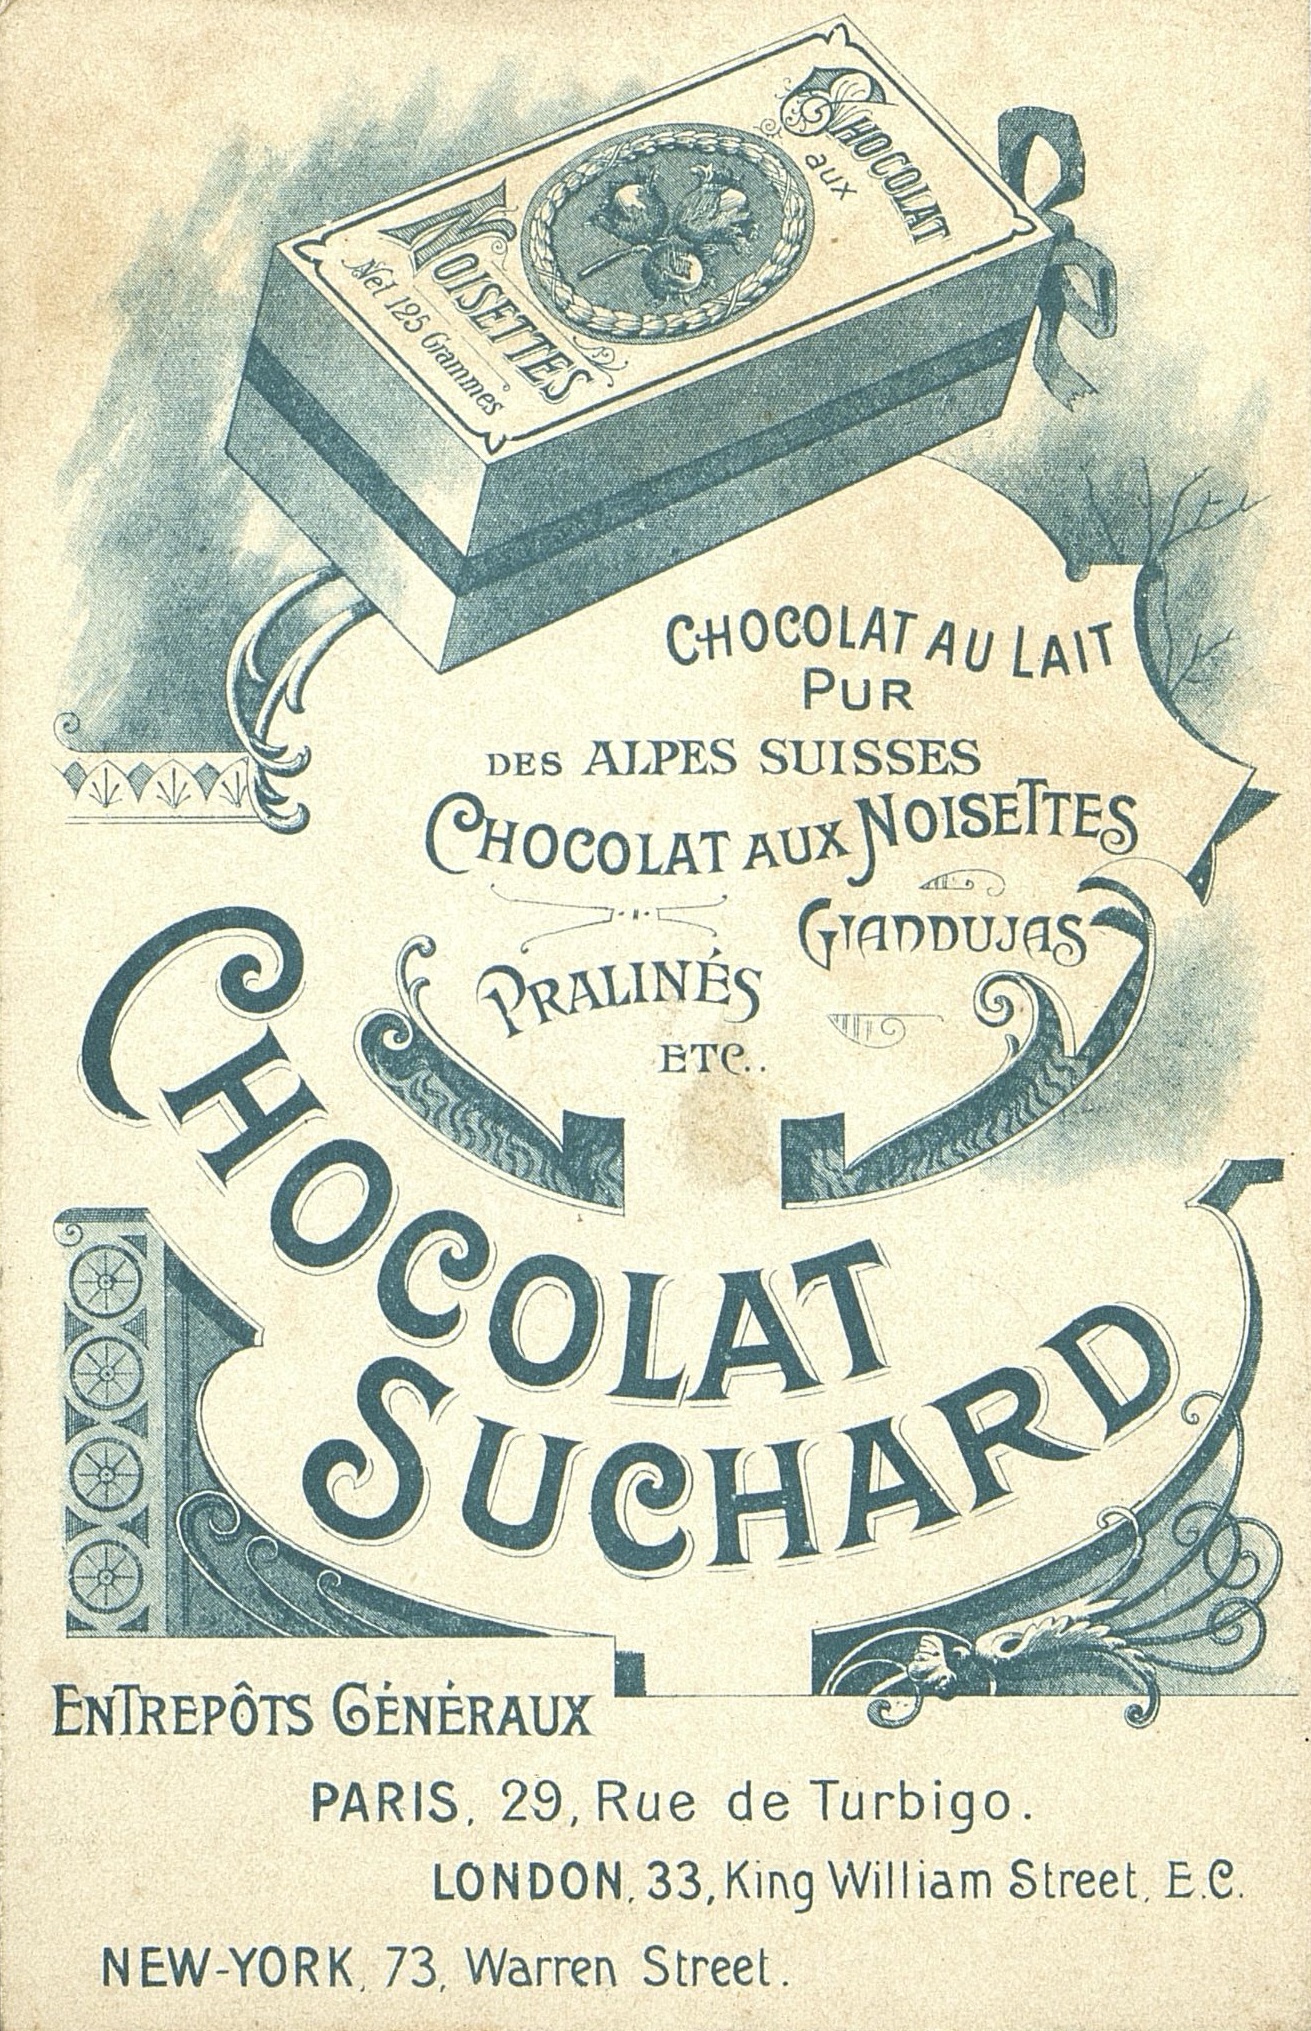 CHOCOLAT
aux
NOISETTES
Net 125 Grammes
CHOCOLAT AU LAIT
PUR
DES ALPES SUISSES
CHOCOLAT AUX NOISETTES
GIANDUJAS
PRALINÉS
ETC..
CHOCOLAT
SUCHARD
ENTREPÔTS GÉNÉRAUX
PARIS, 29, Rue de Turbigo.
LONDON, 33, King William Street, E.C.
NEW-YORK, 73, Warren Street.